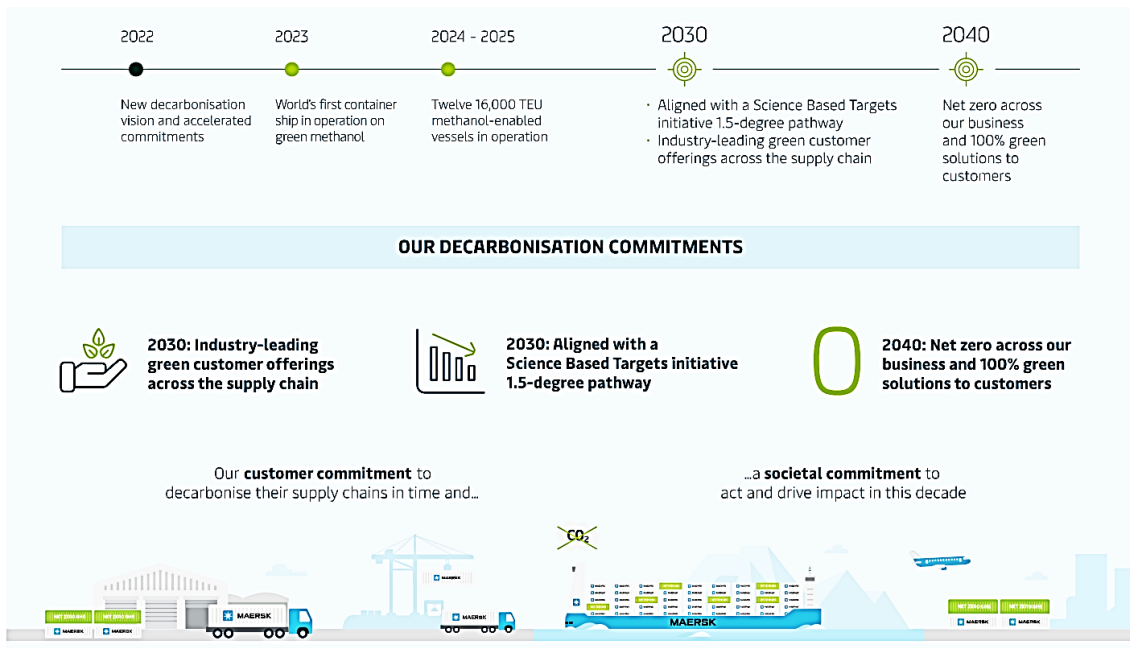 2022
2023
2024 - 2025
2030
2040
New decarbonisation
vision and accelerated
commitments
World's first container
ship in operation on
green methanol
Twelve 16,000 TEU
methanol-enabled
vessels in operation
· Aligned with a Science Based Targets
initiative 1.5-degree pathway
· Industry-leading green customer
offerings across the supply chain
Net zero across
our business
and 100% green
solutions to
customers
OUR DECARBONISATION COMMITMENTS
2030: Industry-leading
green customer offerings
across the supply chain
2030: Aligned with a
Science Based Targets initiative
1.5-degree pathway
0
2040: Net zero across our
business and 100% green
solutions to customers
Our customer commitment to
decarbonise their supply chains in time and...
...a societal commitment to
act and drive impact in this decade
CO₂
MAERSK
MAERSK
MAERSK
MAERSK
MAERSK
MAERSK
MAERSK
MAERSK